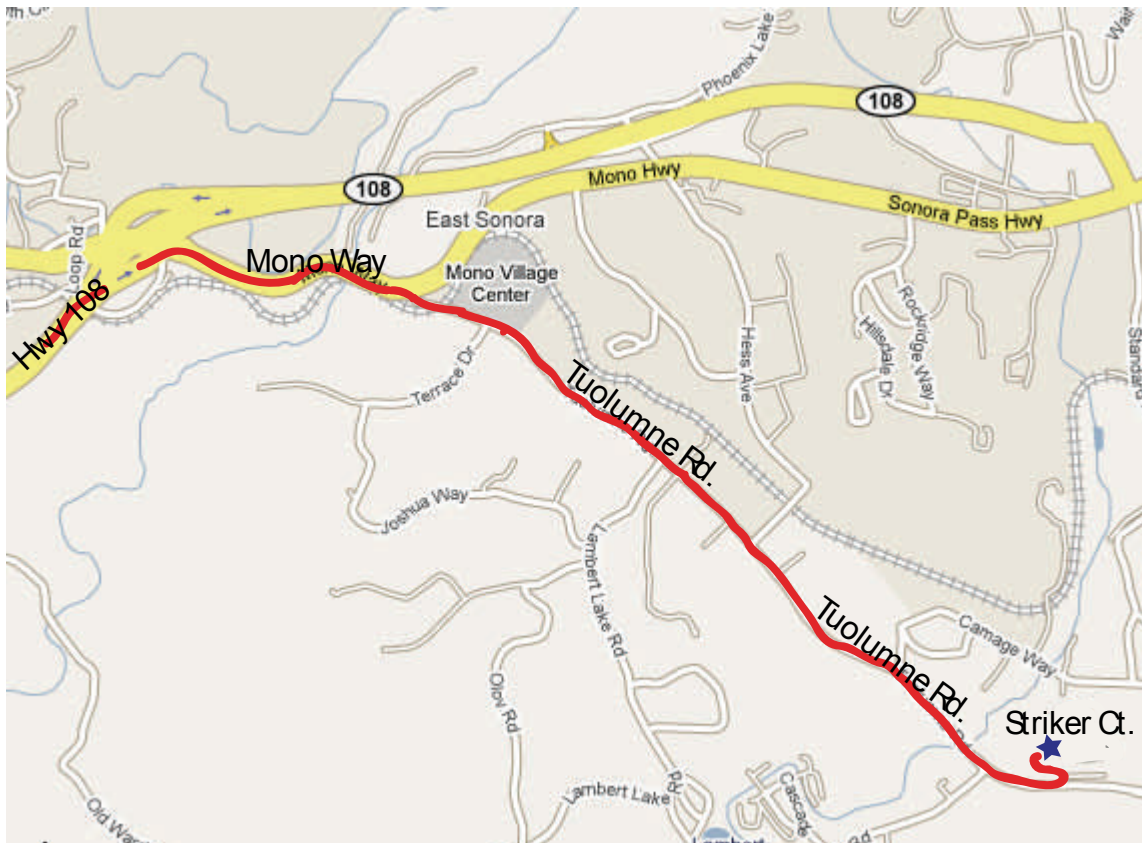 Phoenix Lake
108
108
Mono Hwy
Sonora Pass Hwy
East Sonora
Loop Rd
Mono Way
Mono Village
Center
Hwy 108
Rockridge Way
Hillsdale Dr
Hess Ave
Standard
Terrace Dr
Tuolumne Rd.
Joshua Way
Lambert Lake Rd
Tuolumne Rd.
Camage Way
Olov Rd
Striker Ct.
Lambert Lake Rd
Cascade
Rd
Lambert